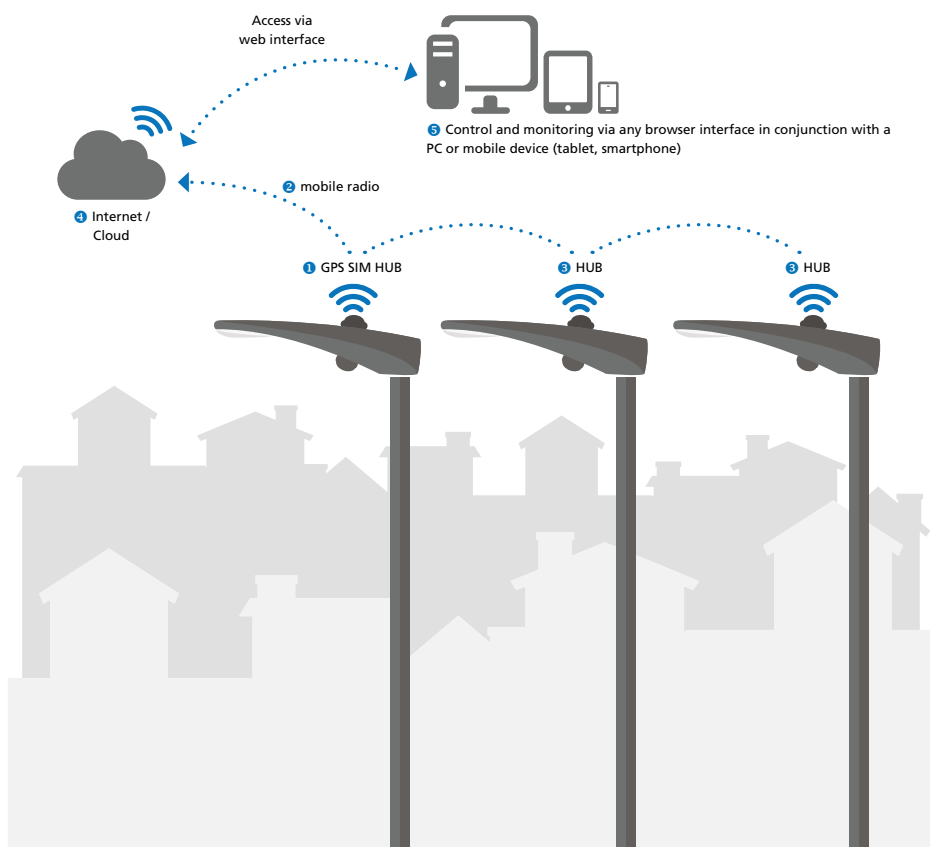 Access via
web interface
❺ Control and monitoring via any browser interface in conjunction with a
PC or mobile device (tablet, smartphone)
❷ mobile radio
❹ Internet /
Cloud
❶ GPS SIM HUB
❸ HUB
❸ HUB